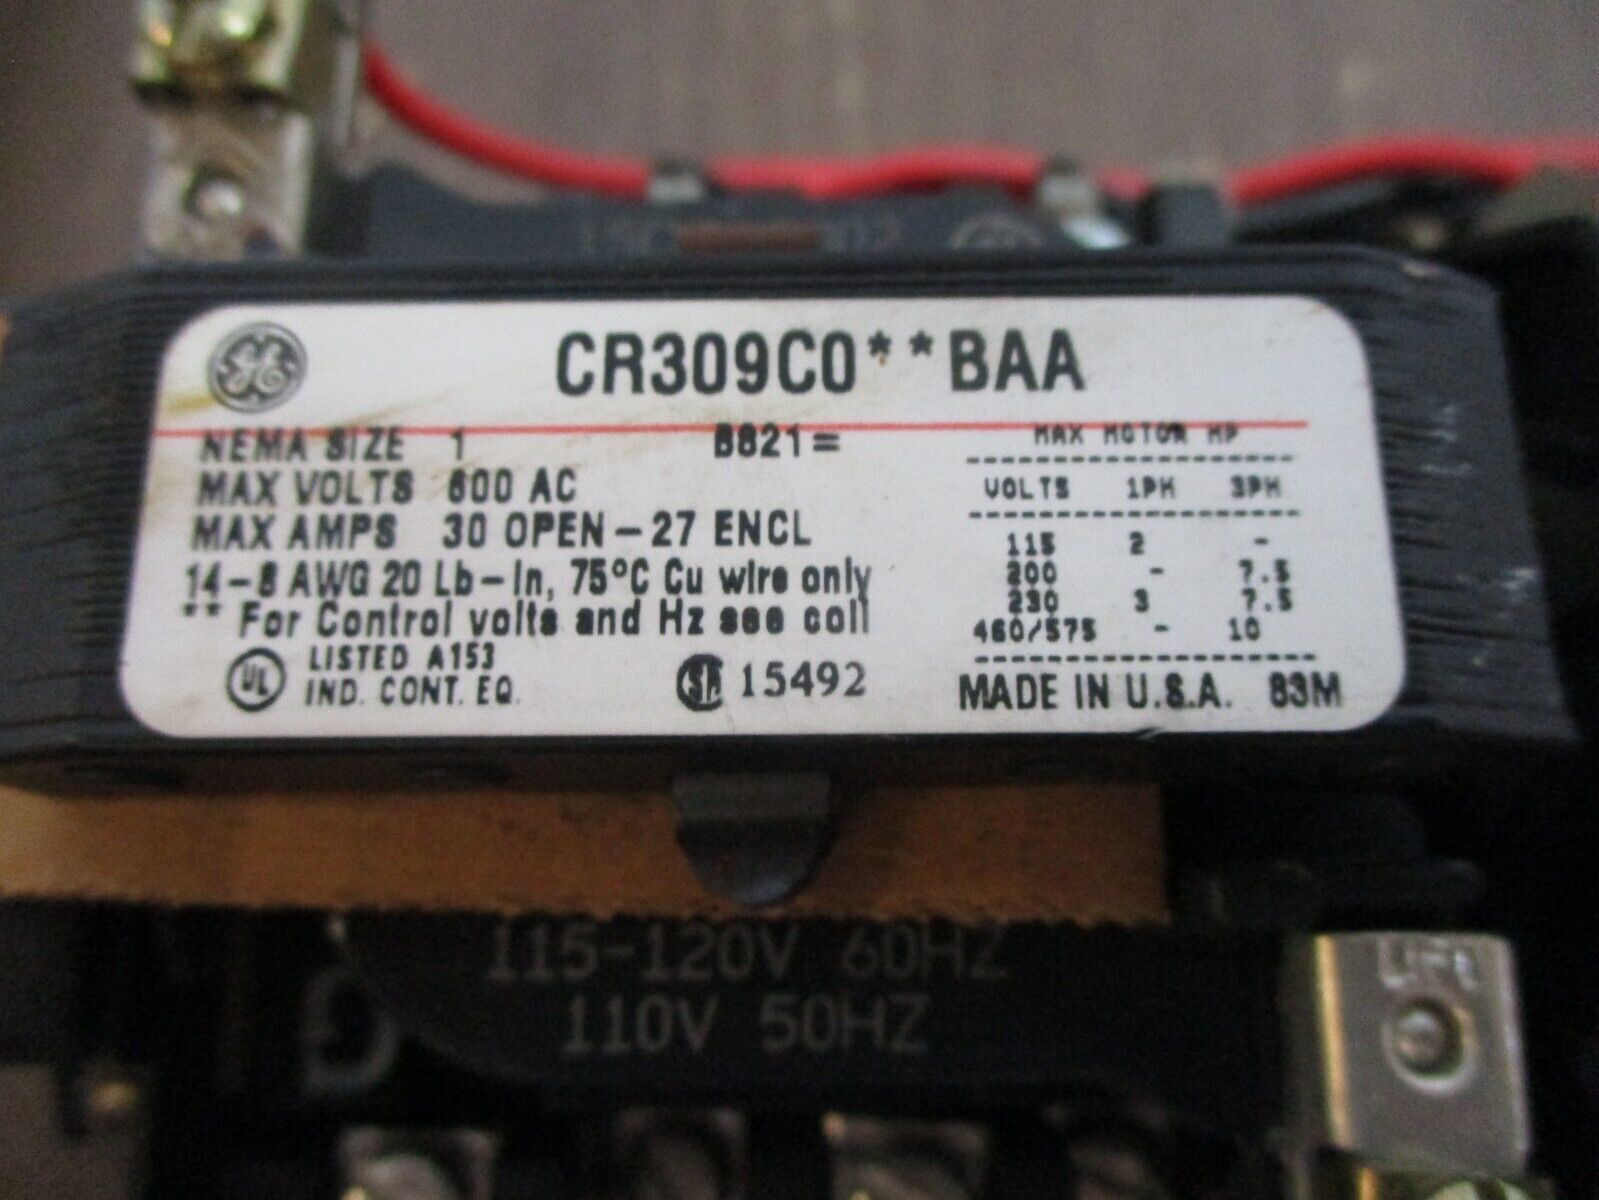 GE
CR309C0**BAA
NEMA SIZE 1 B821=
MAX VOLTS 600 AC
MAX AMPS 30 OPEN-27 ENCL
14-8 AWG 20 Lb-In, 75°C Cu wire only
** For Control volts and Hz see coil
UL LISTED A153
IND. CONT. EQ.
SA 15492
MAX MOTOR HP
VOLTS 1PH 3PH
115 2 -
200 - 7.5
230 3 7.5
460/575 - 10
MADE IN U.S.A. 83M
115-120V 60HZ
110V 50HZ